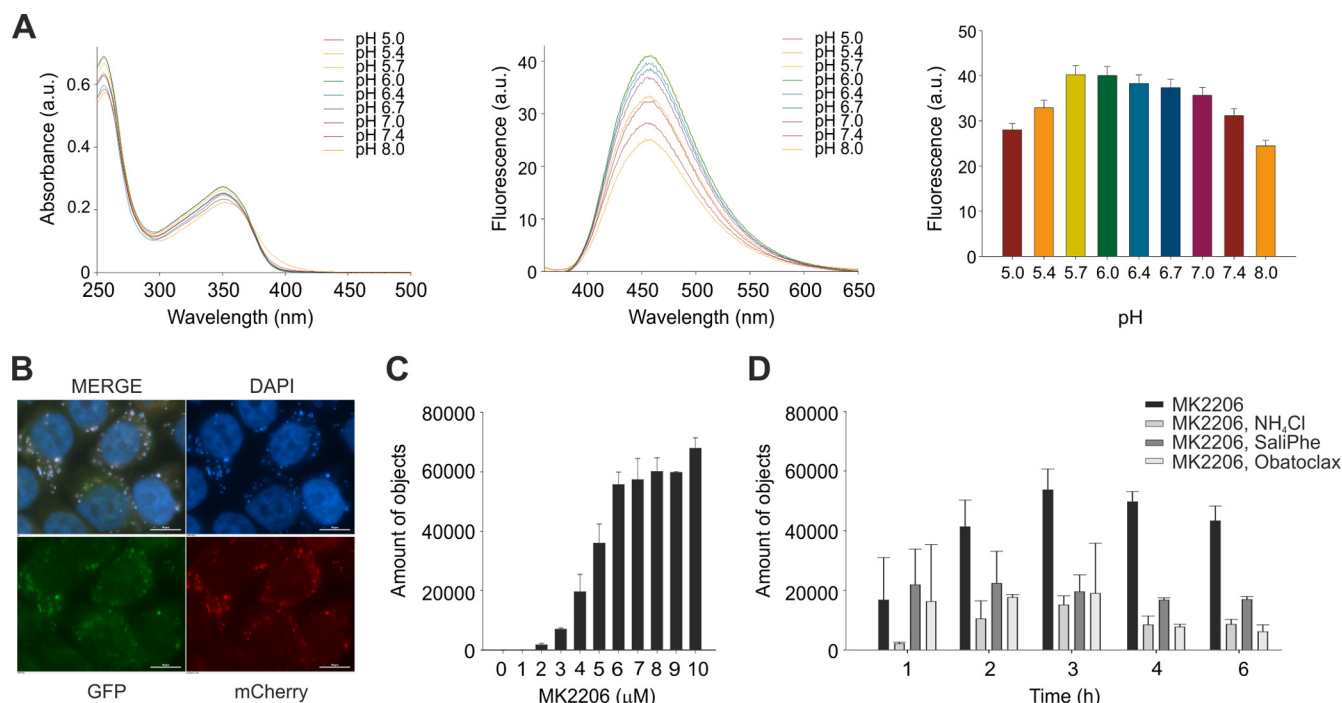 A
Absorbance (a.u.)
0.6
0.4
0.2
0
250 300 350 400 450 500
Wavelength (nm)
pH 5.0
pH 5.4
pH 5.7
pH 6.0
pH 6.4
pH 6.7
pH 7.0
pH 7.4
pH 8.0
Fluorescence (a.u.)
40
30
20
10
0
400 450 500 550 600 650
Wavelength (nm)
pH 5.0
pH 5.4
pH 5.7
pH 6.0
pH 6.4
pH 6.7
pH 7.0
pH 7.4
pH 8.0
Fluorescence (a.u.)
50
40
30
20
10
0
5.0 5.4 5.7 6.0 6.4 6.7 7.0 7.4 8.0
pH
B
MERGE DAPI
GFP mCherry
C
Amount of objects
80000
60000
40000
20000
0
0 1 2 3 4 5 6 7 8 9 10
MK2206 (µM)
D
Amount of objects
80000
60000
40000
20000
0
1 2 3 4 6
Time (h)
MK2206
MK2206, NH₄Cl
MK2206, SaliPhe
MK2206, Obatoclax